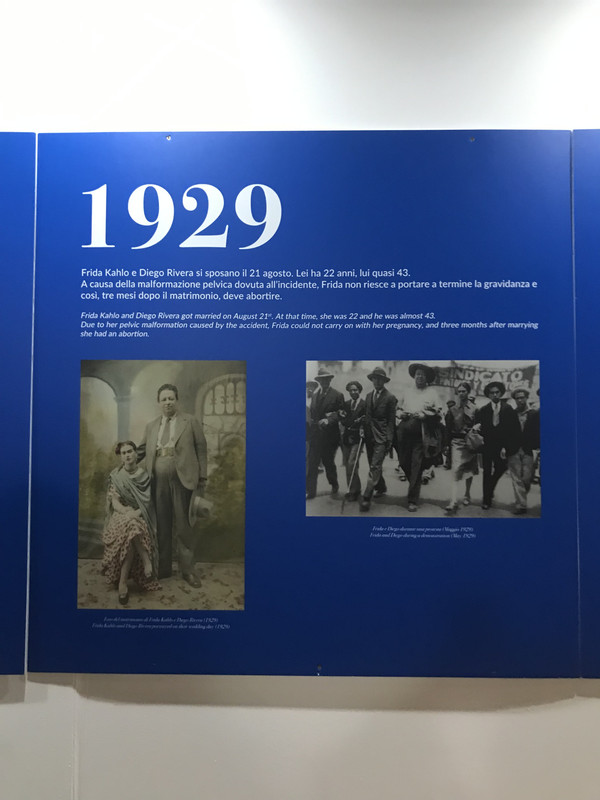 1929
Frida Kahlo e Diego Rivera si sposano il 21 agosto. Lei ha 22 anni, lui quasi 43.
A causa della malformazione pelvica dovuta all'incidente, Frida non riesce a portare a termine la gravidanza e
così, tre mesi dopo il matrimonio, deve abortire.
Frida Kahlo and Diego Rivera got married on August 21st. At that time, she was 22 and he was almost 43.
Due to her pelvic malformation caused by the accident, Frida could not carry on with her pregnancy, and three months after marrying
she had an abortion.
SINDICATO
Frida e Diego durante una protesta (Maggio, 1929)
Frida and Diego during a demonstration (May, 1929)
Foto del matrimonio di Frida Kahlo e Diego Rivera (1929)
Frida Kahlo and Diego Rivera portrayed on their wedding day (1929)